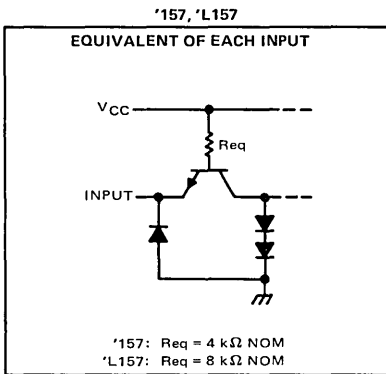 '157, 'L157
EQUIVALENT OF EACH INPUT
VCC
Req
INPUT
'157: Req = 4 kΩ NOM
'L157: Req = 8 kΩ NOM